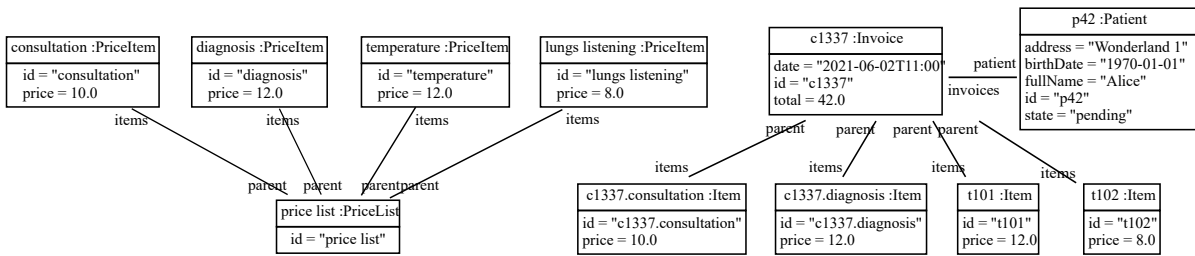 consultation :PriceItem
id = "consultation"
price = 10.0
diagnosis :PriceItem
id = "diagnosis"
price = 12.0
temperature :PriceItem
id = "temperature"
price = 12.0
lungs listening :PriceItem
id = "lungs listening"
price = 8.0
items
items
items
items
parent
parent
parent
parent
price list :PriceList
id = "price list"
c1337 :Invoice
date = "2021-06-02T11:00"
id = "c1337"
total = 42.0
patient
invoices
p42 :Patient
address = "Wonderland 1"
birthDate = "1970-01-01"
fullName = "Alice"
id = "p42"
state = "pending"
parent
parent
parent
parent
items
items
items
items
c1337.consultation :Item
id = "c1337.consultation"
price = 10.0
c1337.diagnosis :Item
id = "c1337.diagnosis"
price = 12.0
t101 :Item
id = "t101"
price = 12.0
t102 :Item
id = "t102"
price = 8.0